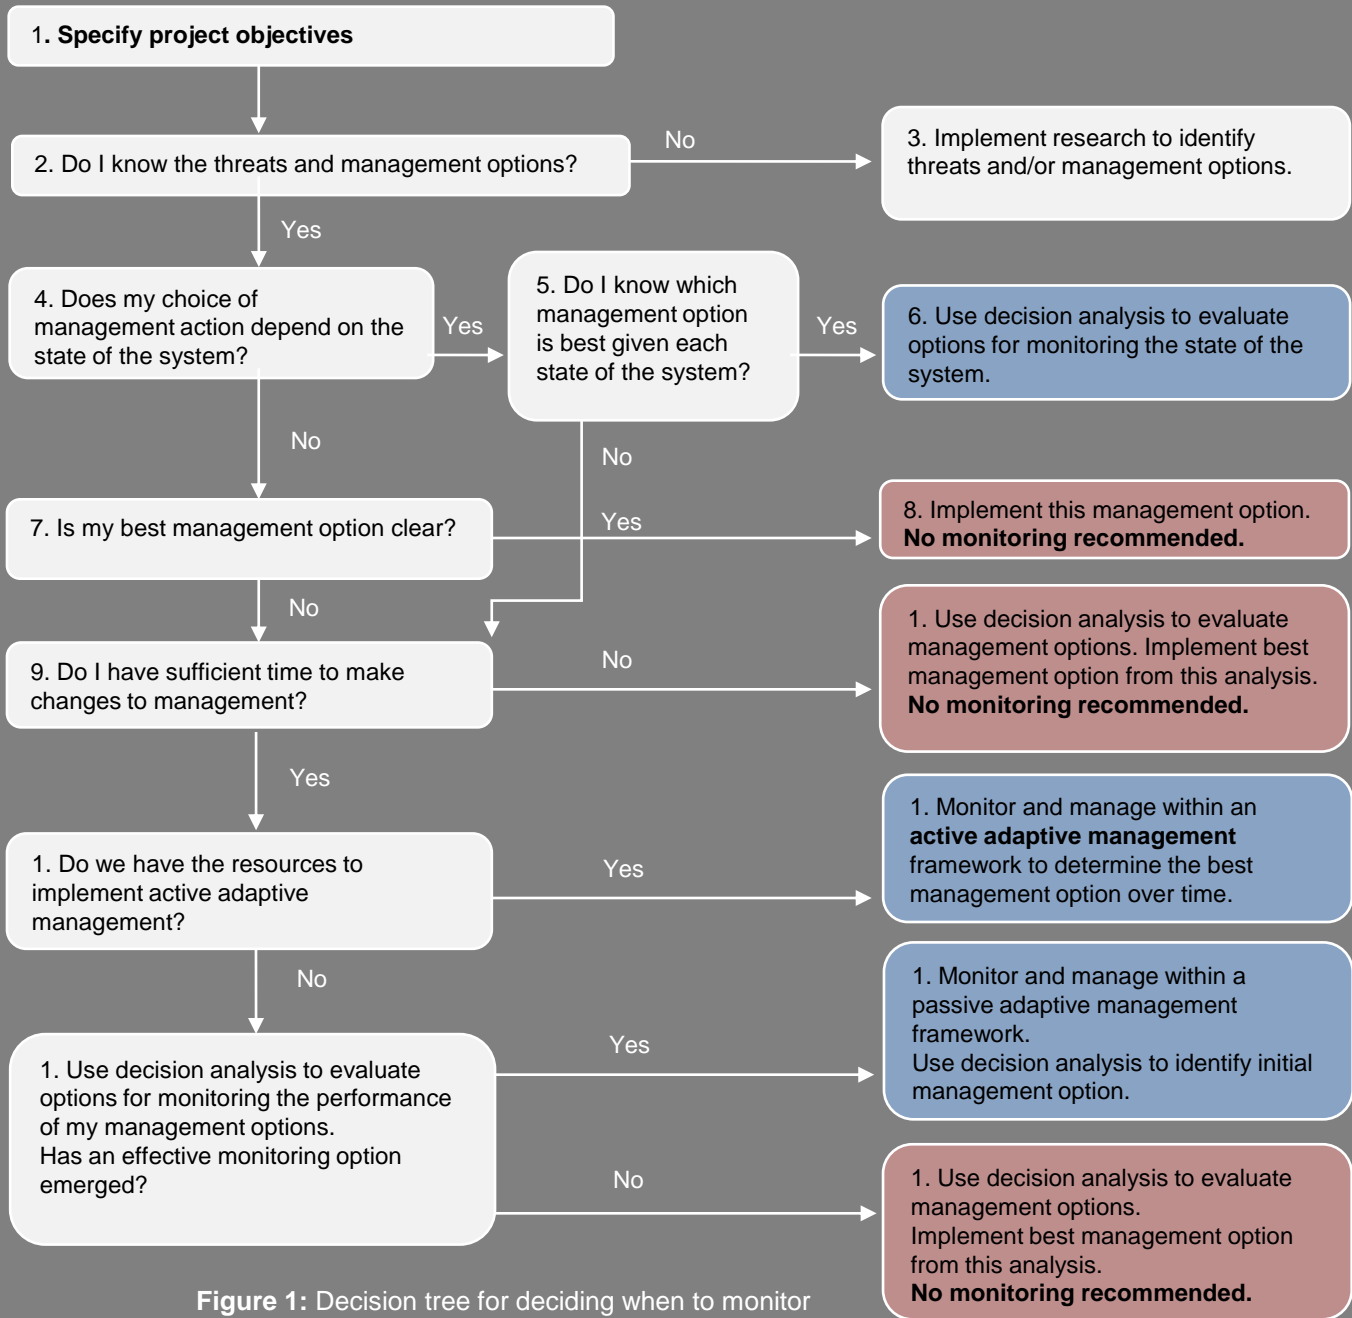 1. Specify project objectives
2. Do I know the threats and management options?
No
3. Implement research to identify
threats and/or management options.
Yes
4. Does my choice of
management action depend on the
state of the system?
Yes
5. Do I know which
management option
is best given each
state of the system?
Yes
6. Use decision analysis to evaluate
options for monitoring the state of the
system.
No
No
7. Is my best management option clear?
Yes
8. Implement this management option.
No monitoring recommended.
No
9. Do I have sufficient time to make
changes to management?
No
1. Use decision analysis to evaluate
management options. Implement best
management option from this analysis.
No monitoring recommended.
Yes
1. Do we have the resources to
implement active adaptive
management?
Yes
1. Monitor and manage within an
active adaptive management
framework to determine the best
management option over time.
No
1. Use decision analysis to evaluate
options for monitoring the performance
of my management options.
Has an effective monitoring option
emerged?
Yes
1. Monitor and manage within a
passive adaptive management
framework.
Use decision analysis to identify initial
management option.
No
1. Use decision analysis to evaluate
management options.
Implement best management option
from this analysis.
No monitoring recommended.
Figure 1: Decision tree for deciding when to monitor